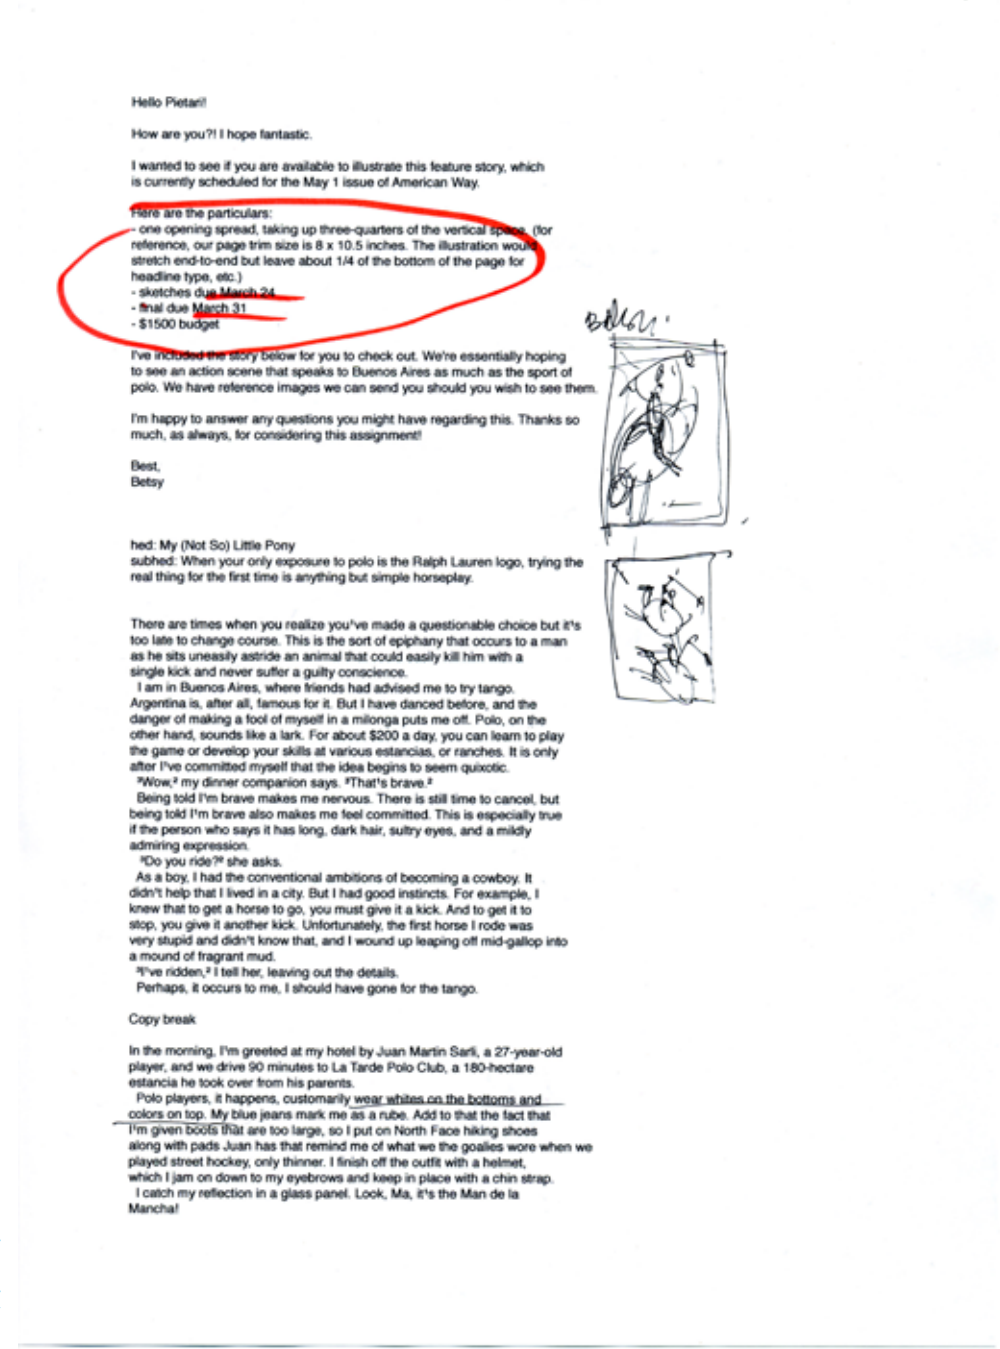 Hello Pietari!
How are you?! I hope fantastic.
I wanted to see if you are available to illustrate this feature story, which
is currently scheduled for the May 1 issue of American Way.
Here are the particulars:
- one opening spread, taking up three-quarters of the vertical space, (for
reference, our page trim size is 8 x 10.5 inches. The illustration would
stretch end-to-end but leave about 1/4 of the bottom of the page for
headline type, etc.)
- sketches due March 24
- final due March 31
- $1500 budget
I've included the story below for you to check out. We're essentially hoping
to see an action scene that speaks to Buenos Aires as much as the sport of
polo. We have reference images we can send you should you wish to see them.
I'm happy to answer any questions you might have regarding this. Thanks so
much, as always, for considering this assignment!
Best,
Betsy
hed: My (Not So) Little Pony
subhed: When your only exposure to polo is the Ralph Lauren logo, trying the
real thing for the first time is anything but simple horseplay.
There are times when you realize you've made a questionable choice but it¹s
too late to change course. This is the sort of epiphany that occurs to a man
as he sits uneasily astride an animal that could easily kill him with a
single kick and never suffer a guilty conscience.
I am in Buenos Aires, where friends had advised me to try tango.
Argentina is, after all, famous for it. But I have danced before, and the
danger of making a fool of myself in a milonga puts me off. Polo, on the
other hand, sounds like a lark. For about $200 a day, you can learn to play
the game or develop your skills at various estancias, or ranches. It is only
after I¹ve committed myself that the idea begins to seem quixotic.
³Wow,² my dinner companion says. ³That¹s brave.²
Being told I¹m brave makes me nervous. There is still time to cancel, but
being told I¹m brave also makes me feel committed. This is especially true
if the person who says it has long, dark hair, sultry eyes, and a mildly
admiring expression.
³Do you ride?² she asks.
As a boy, I had the conventional ambitions of becoming a cowboy. It
didn¹t help that I lived in a city. But I had good instincts. For example, I
knew that to get a horse to go, you must give it a kick. And to get it to
stop, you give it another kick. Unfortunately, the first horse I rode was
very stupid and didn¹t know that, and I wound up leaping off mid-gallop into
a mound of fragrant mud.
³I¹ve ridden,² I tell her, leaving out the details.
Perhaps, it occurs to me, I should have gone for the tango.
Copy break
In the morning, I¹m greeted at my hotel by Juan Martin Sarli, a 27-year-old
player, and we drive 90 minutes to La Tarde Polo Club, a 180-hectare
estancia he took over from his parents.
Polo players, it happens, customarily wear whites on the bottoms and
colors on top. My blue jeans mark me as a rube. Add to that the fact that
I¹m given boots that are too large, so I put on North Face hiking shoes
along with pads Juan has that remind me of what we the goalies wore when we
played street hockey, only thinner. I finish off the outfit with a helmet,
which I jam on down to my eyebrows and keep in place with a chin strap.
I catch my reflection in a glass panel. Look, Ma, it¹s the Man de la
Mancha!